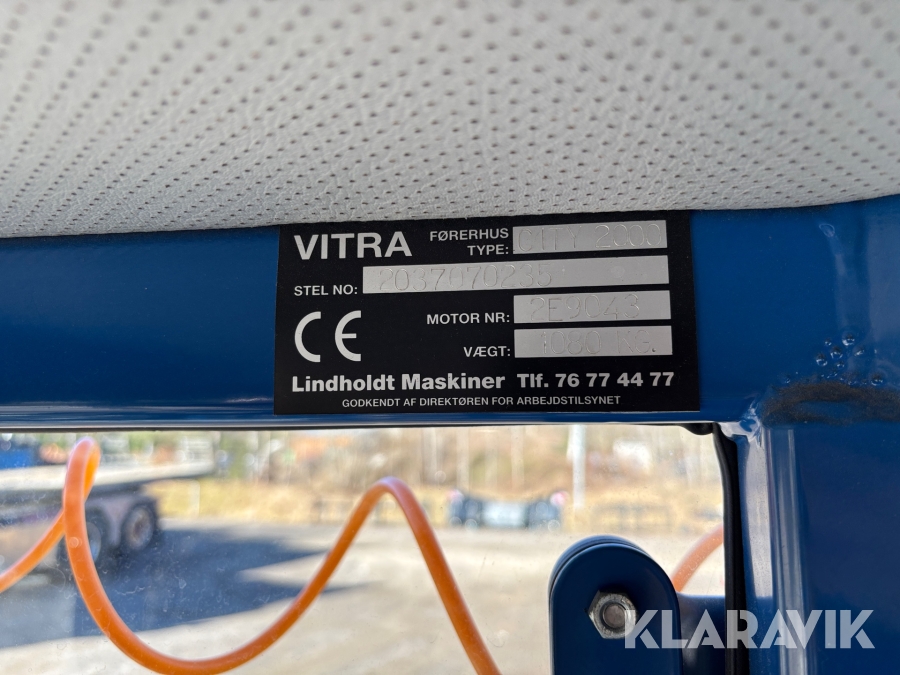 VITRA
FØRERHUS TYPE: CITY 2000
STEL NO: 2037070235
CE
MOTOR NR: 2E9043
VÆGT: 1080 KG.
Lindholdt Maskiner Tlf. 76 77 44 77
GODKENDT AF DIREKTØREN FOR ARBEJDSTILSYNET
KLARAVIK